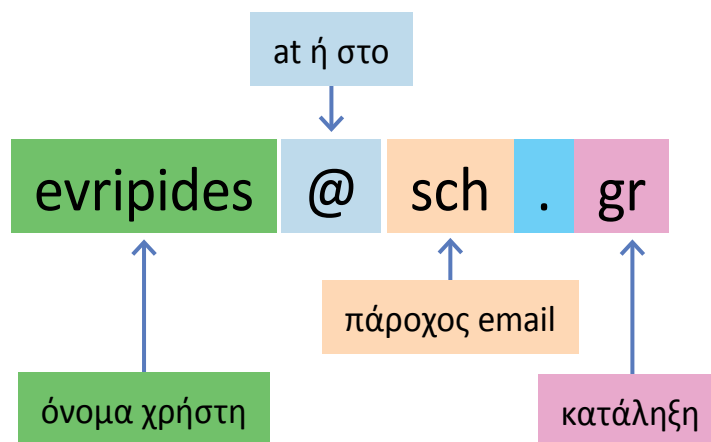 at ή στο
evripides @ sch . gr
πάροχος email
όνομα χρήστη
κατάληξη